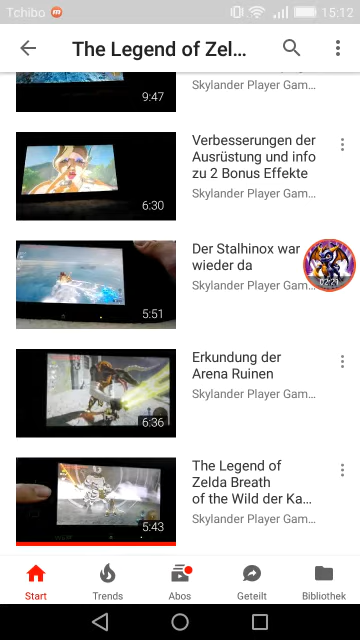 Tchibo
15:12
The Legend of Zel...
9:47
Skylander Player Gam...
6:30
Verbesserungen der
Ausrüstung und info
zu 2 Bonus Effekte
Skylander Player Gam...
5:51
Der Stalhinox war
wieder da
Skylander Player Gam...
02:21
6:36
Erkundung der
Arena Ruinen
Skylander Player Gam...
5:43
The Legend of
Zelda Breath
of the Wild der Ka...
Skylander Player Gam...
Start
Trends
Abos
Geteilt
Bibliothek